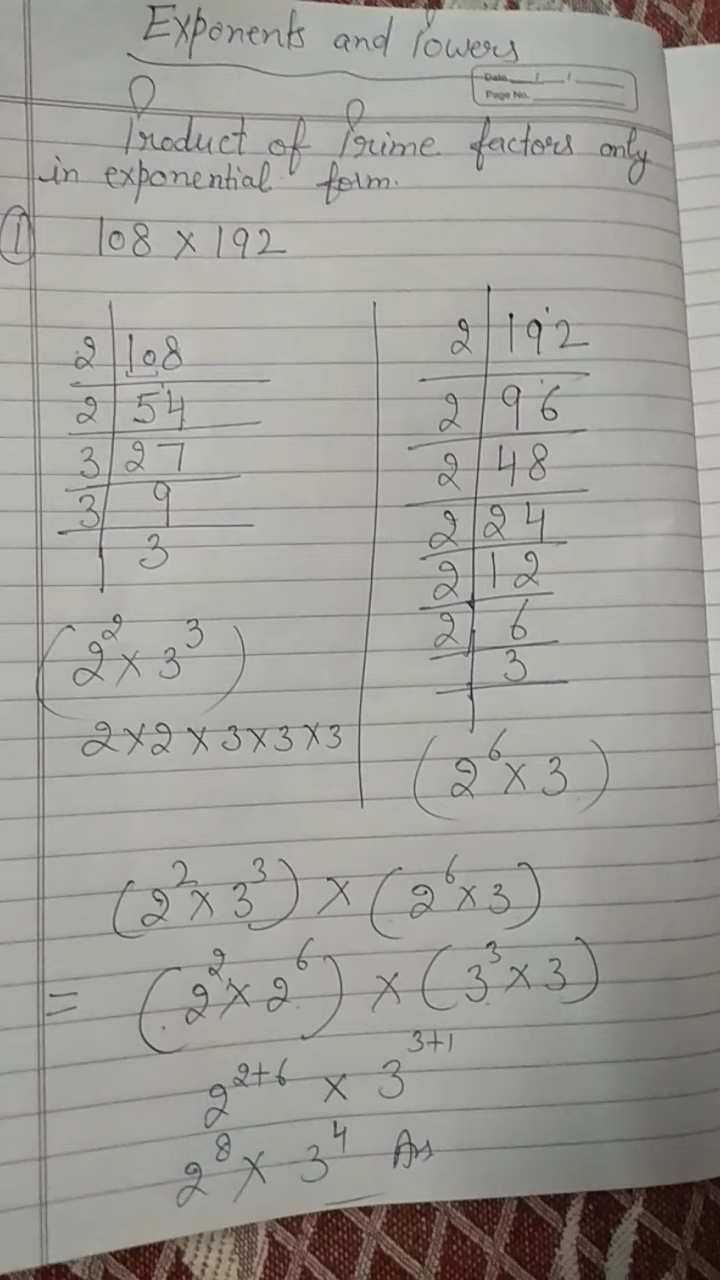 Exponents and Powers
Date / /
Page No.
Product of Prime factors only
in exponential form.
① 108 × 192
2 | 108
2 | 54
3 | 27
3 | 9
| 3
(2² × 3³)
2 × 2 × 3 × 3 × 3
2 | 192
2 | 96
2 | 48
2 | 24
2 | 12
2 | 6
| 3
(2⁶ × 3)
(2² × 3³) × (2⁶ × 3)
= (2² × 2⁶) × (3³ × 3)
2²⁺⁶ × 3³⁺¹
2⁸ × 3⁴ Ans